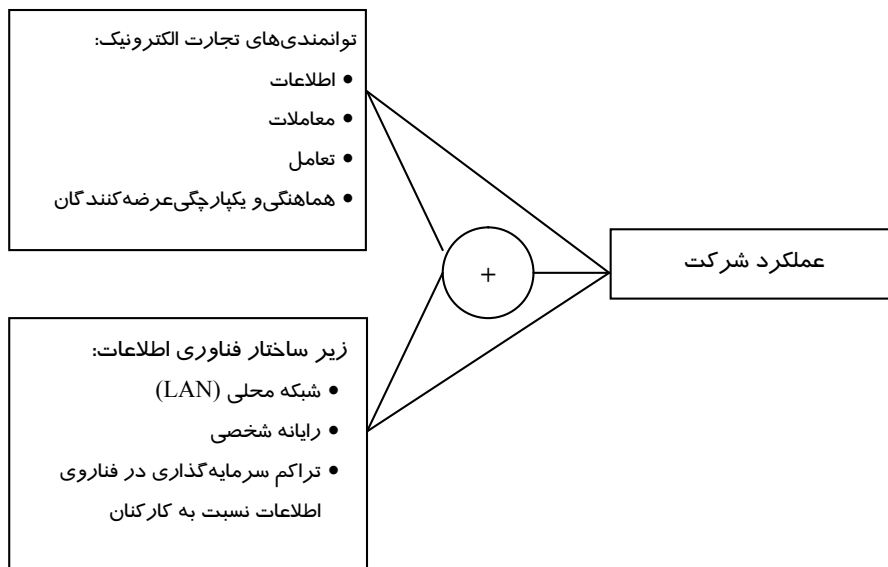 توانمندی‌های تجارت الکترونیک:
• اطلاعات
• معاملات
• تعامل
• هماهنگی و یکپارچگی عرضه‌کنندگان
+
عملکرد شرکت
زیر ساختار فناوری اطلاعات:
• شبکه محلی (LAN)
• رایانه شخصی
• تراکم سرمایه‌گذاری در فناروی
اطلاعات نسبت به کارکنان